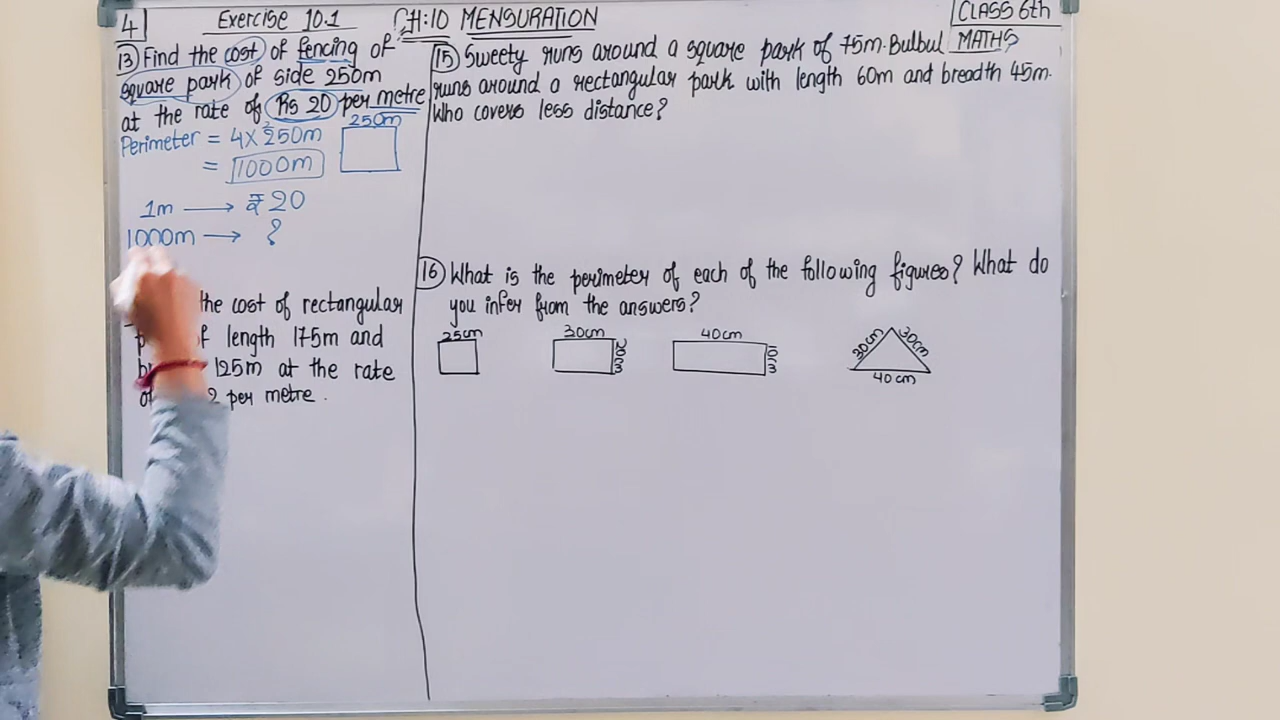 4
Exercise 10.1
CH:10 MENSURATION
CLASS 6th
MATHS
13) Find the cost of fencing of
square park of side 250m
at the rate of Rs 20 per metre
Perimeter = 4 x 250m
= 1000m
250m
1m → ₹20
1000m → ?
the cost of rectangular
of length 175m and
125m at the rate
2 per metre.
15) Sweety runs around a square park of 75m. Bulbul
runs around a rectangular park with length 60m and breadth 45m.
Who covers less distance?
16) What is the perimeter of each of the following figures? What do
you infer from the answers?
25cm
30cm
20cm
40cm
10cm
30cm
30cm
40cm